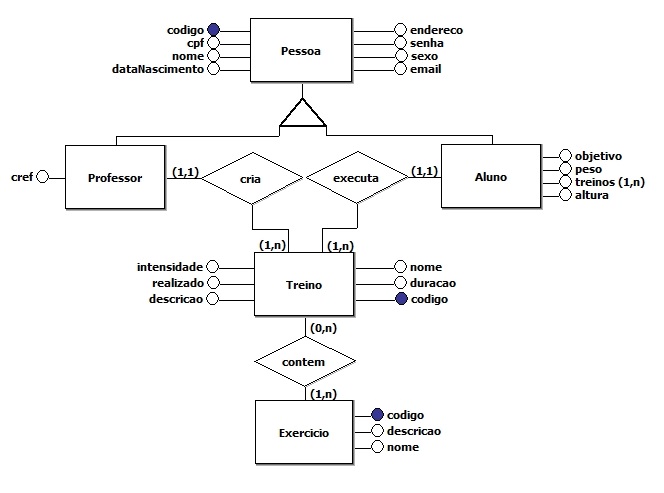 codigo
cpf
nome
dataNascimento
Pessoa
endereco
senha
sexo
email
cref
Professor
(1,1)
cria
executa
(1,1)
Aluno
objetivo
peso
treinos (1,n)
altura
(1,n)
(1,n)
intensidade
realizado
descricao
Treino
nome
duracao
codigo
(0,n)
contem
(1,n)
Exercicio
codigo
descricao
nome